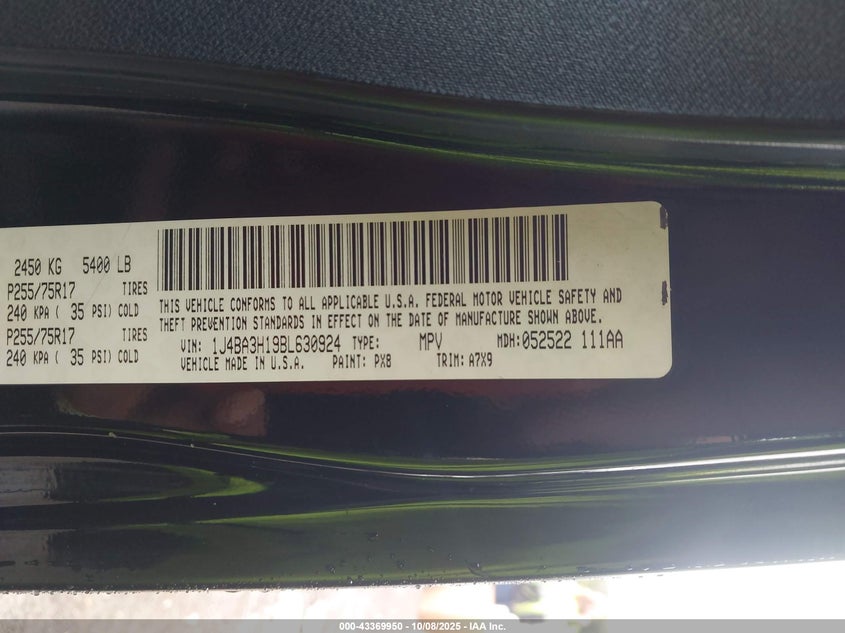 2450 KG 5400 LB
P255/75R17 TIRES
240 KPA ( 35 PSI) COLD
P255/75R17 TIRES
240 KPA ( 35 PSI) COLD
THIS VEHICLE CONFORMS TO ALL APPLICABLE U.S.A. FEDERAL MOTOR VEHICLE SAFETY AND
THEFT PREVENTION STANDARDS IN EFFECT ON THE DATE OF MANUFACTURE SHOWN ABOVE.
VIN: 1J4BA3H19BL630924 TYPE: MPV MDH: 052522 111AA
VEHICLE MADE IN U.S.A. PAINT: PX8 TRIM: A7X9
000-43369950 | 10/08/2025 - IAA Inc.